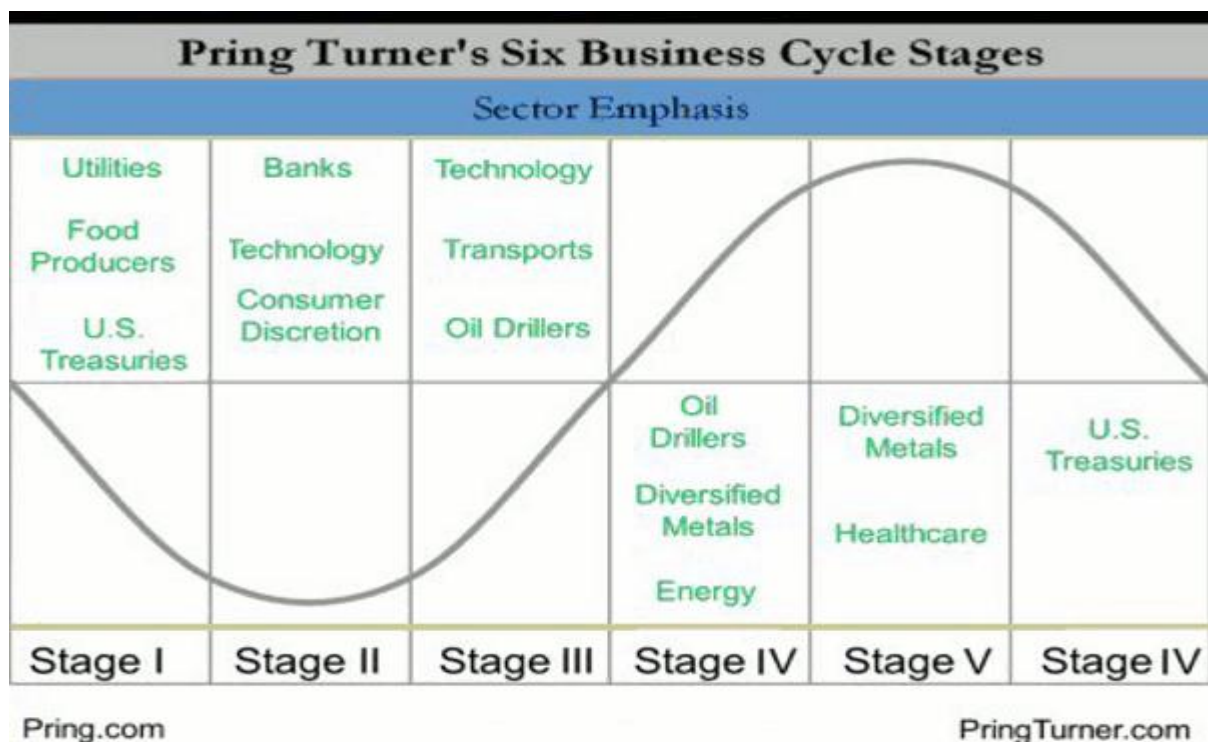 Pring Turner's Six Business Cycle Stages
Sector Emphasis
Utilities
Food
Producers
U.S.
Treasuries
Banks
Technology
Consumer
Discretion
Technology
Transports
Oil Drillers
Oil
Drillers
Diversified
Metals
Energy
Diversified
Metals
Healthcare
U.S.
Treasuries
Stage I
Stage II
Stage III
Stage IV
Stage V
Stage IV
Pring.com
PringTurner.com